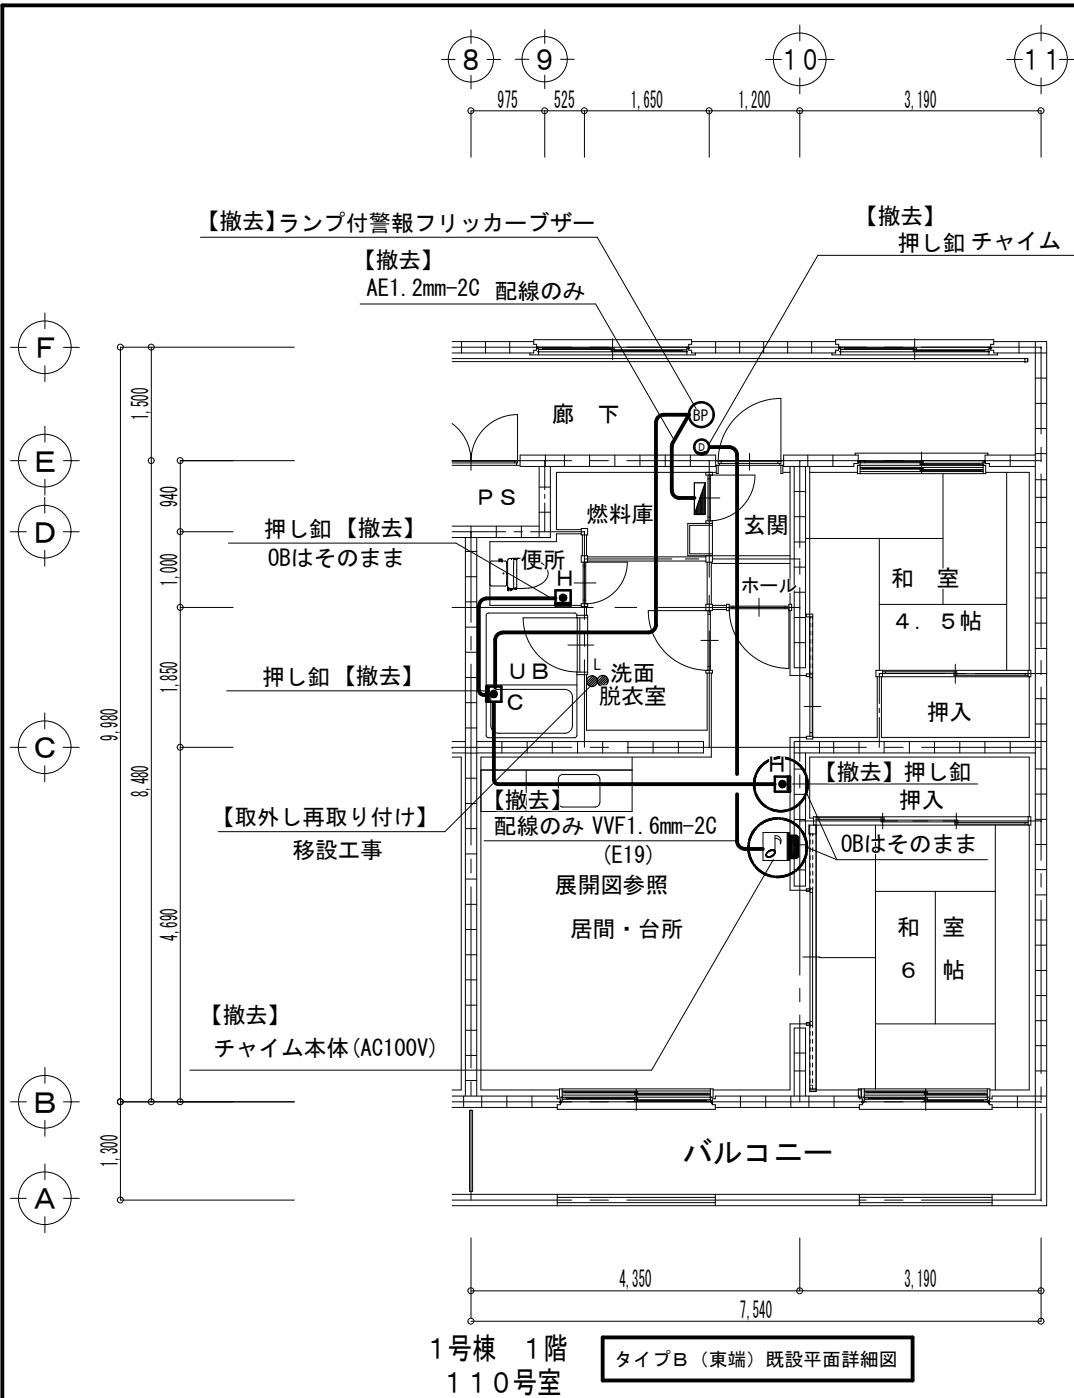 8
9
10
11
975
525
1,650
1,200
3,190
【撤去】ランプ付警報フリッカーブザー
【撤去】
押し釦 チャイム
【撤去】
AE1.2mm-2C 配線のみ
F
E
D
C
B
A
1,500
940
1,000
1,850
4,690
8,480
9,980
1,300
廊 下
BP
D
PS
燃料庫
玄関
押し釦【撤去】
OBはそのまま
便所
H
ホール
和 室
4.5帖
押し釦【撤去】
UB
C
L
洗面
脱衣室
押入
H
【撤去】押し釦
押入
【取外し再取り付け】
移設工事
【撤去】
配線のみ VVF1.6mm-2C
(E19)
展開図参照
OBはそのまま
居間・台所
和 室
6 帖
【撤去】
チャイム本体(AC100V)
バルコニー
4,350
3,190
7,540
1号棟 1階
110号室
タイプB(東端)既設平面詳細図